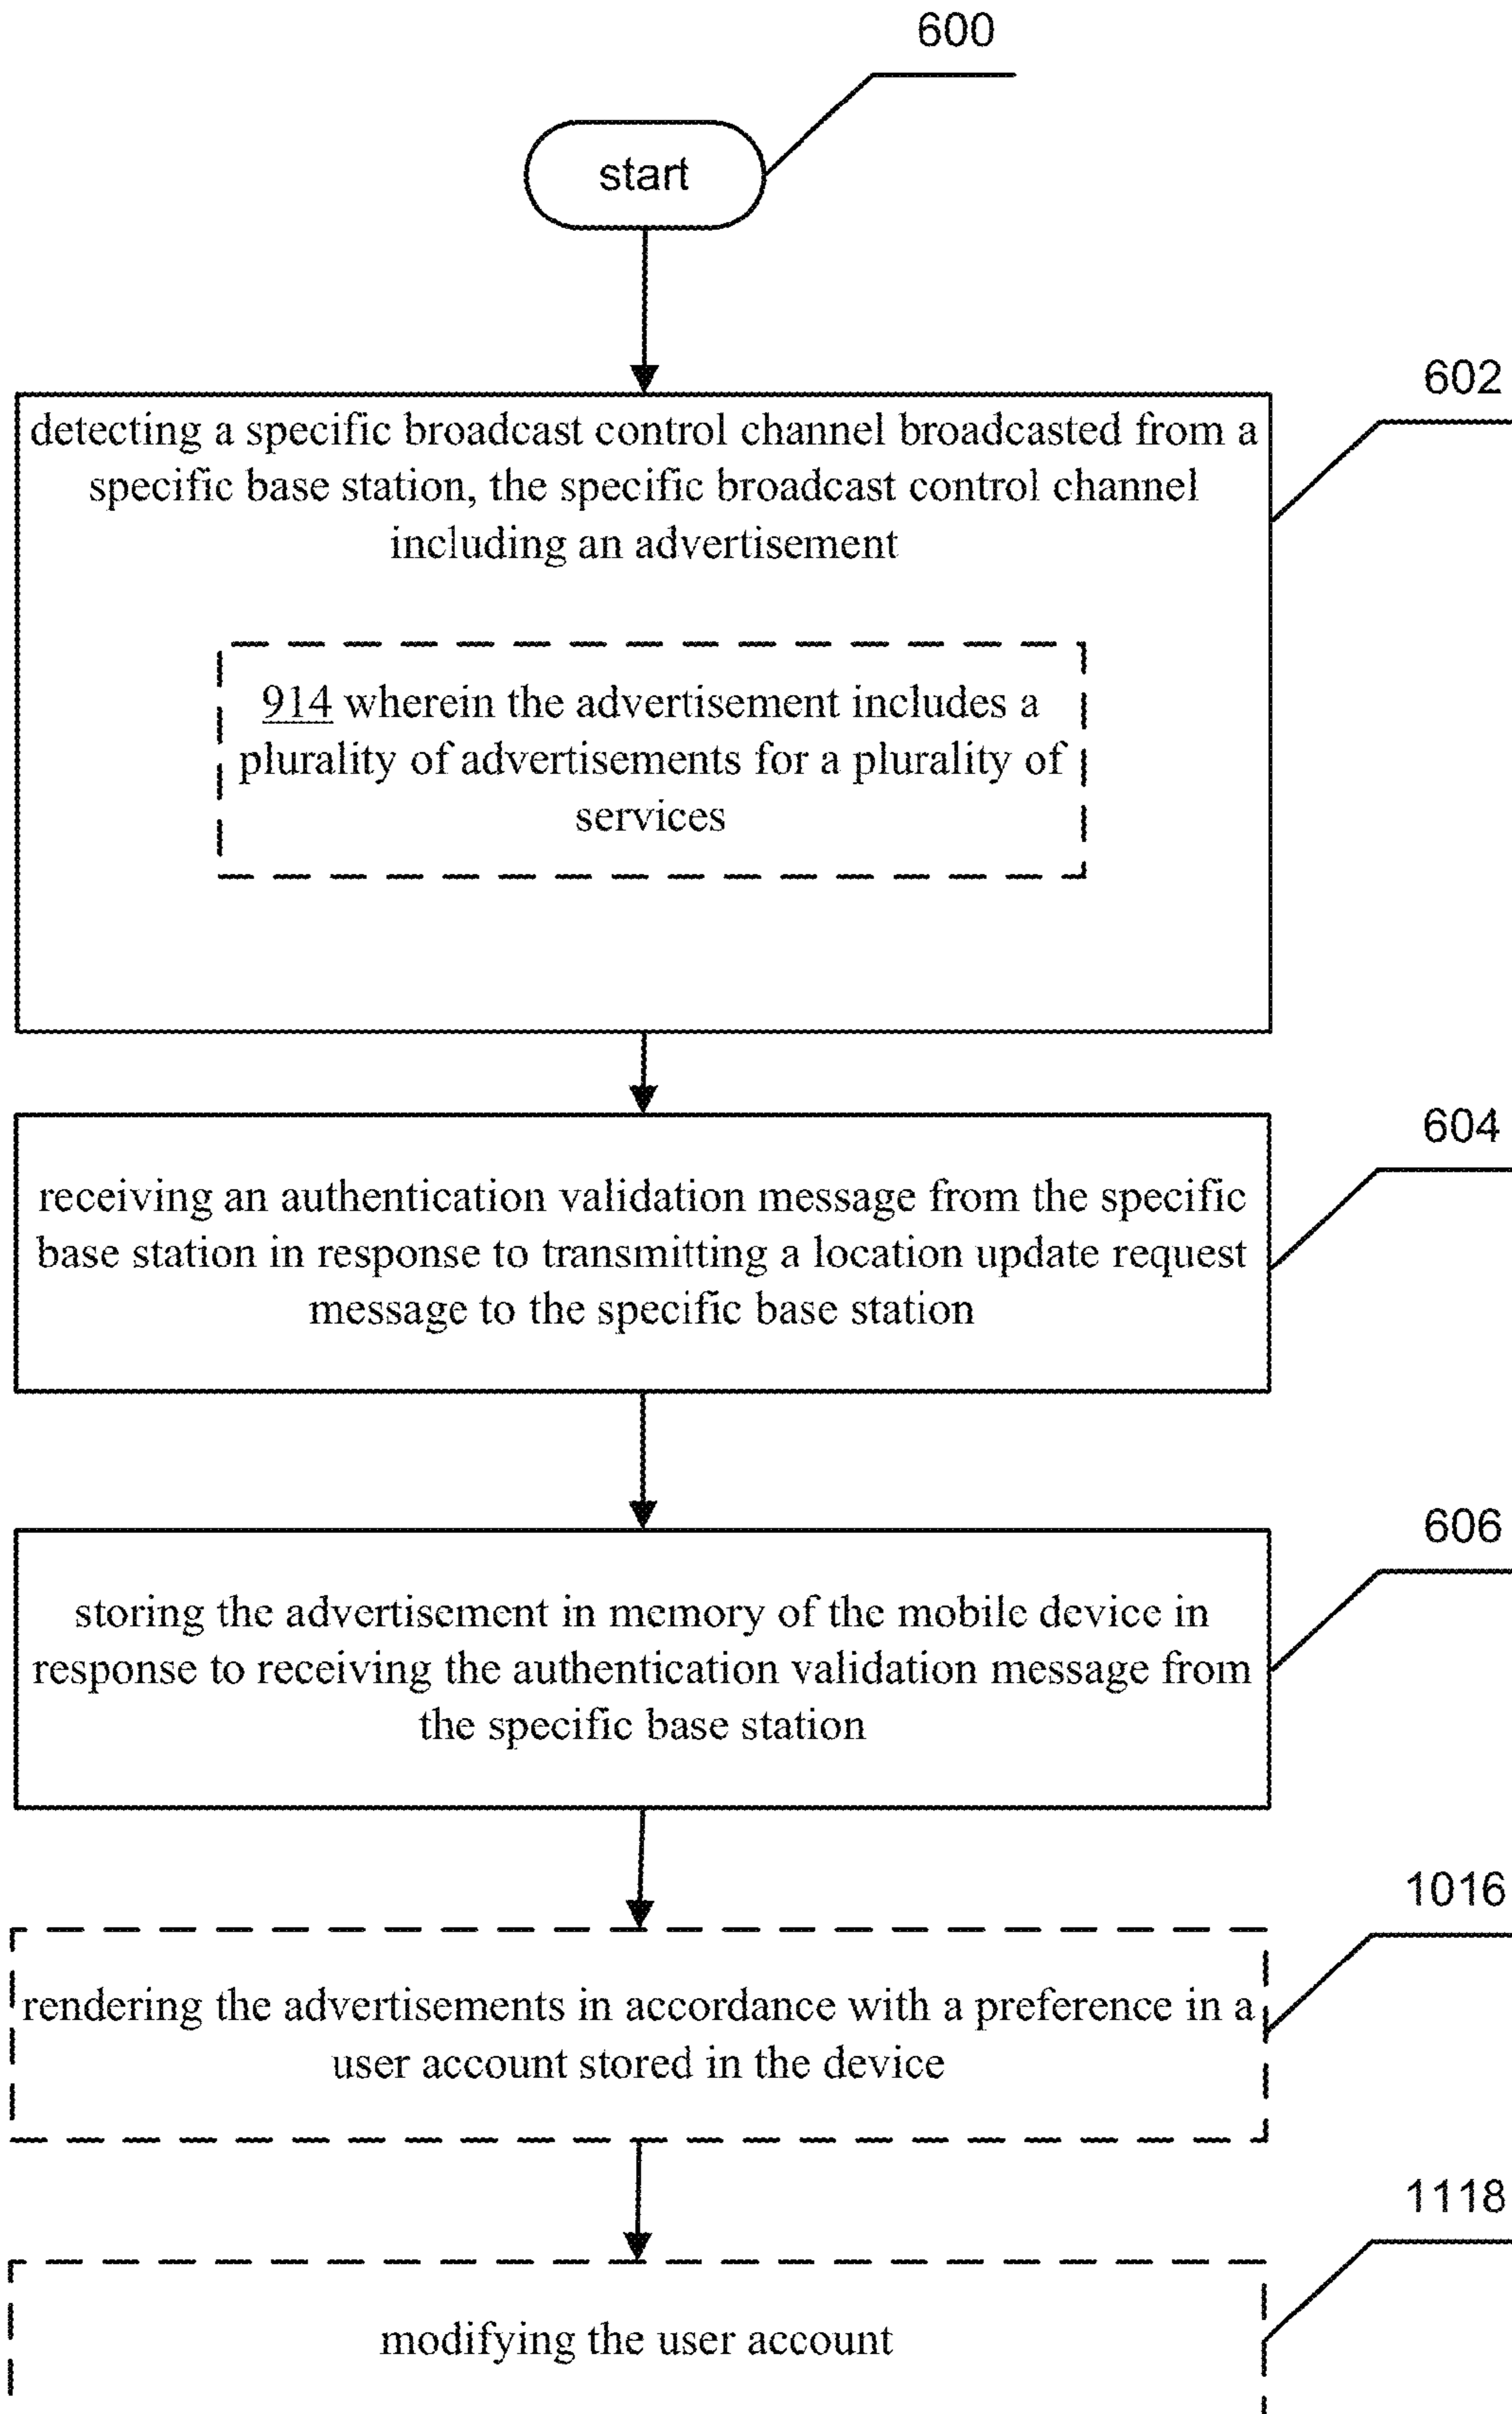 600
start
602
detecting a specific broadcast control channel broadcasted from a
specific base station, the specific broadcast control channel
including an advertisement
914 wherein the advertisement includes a
plurality of advertisements for a plurality of
services
604
receiving an authentication validation message from the specific
base station in response to transmitting a location update request
message to the specific base station
606
storing the advertisement in memory of the mobile device in
response to receiving the authentication validation message from
the specific base station
1016
rendering the advertisements in accordance with a preference in a
user account stored in the device
1118
modifying the user account